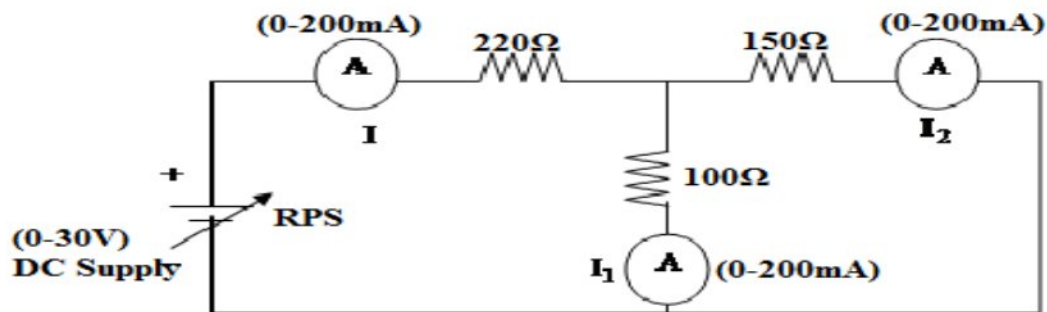 (0-200mA)
(0-200mA)
220Ω
150Ω
A
A
I
I₂
+
100Ω
RPS
(0-30V)
DC Supply
I₁
A
(0-200mA)